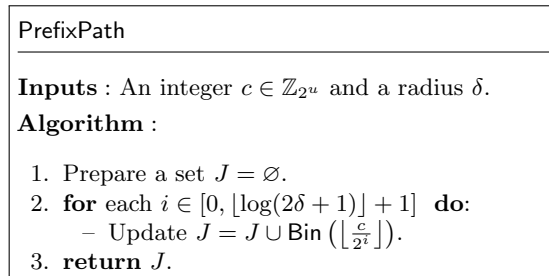 PrefixPath
Inputs : An integer c ∈ ℤ_{2^u} and a radius δ.
Algorithm :
1. Prepare a set J = ∅.
2. for each i ∈ [0, ⌊log(2δ + 1)⌋ + 1] do:
– Update J = J ∪ Bin (⌊c/2^i⌋).
3. return J.